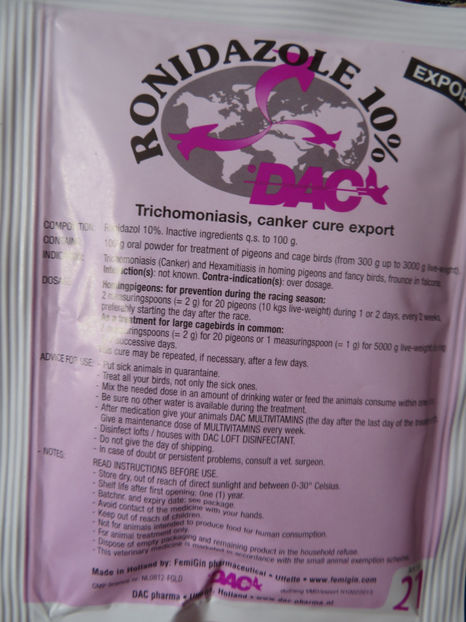 RONIDAZOLE 10%
EXPOR
DAC
Trichomoniasis, canker cure export
COMPOSITION: Ronidazol 10%. Inactive ingredients q.s. to 100 g.
CONTAINS: 100 g oral powder for treatment of pigeons and cage birds (from 300 g up to 3000 g live-weight).
Trichomoniasis (Canker) and Hexamitiasis in homing pigeons and fancy birds, frounce in falcons.
Interaction(s): not known. Contra-indication(s): over dosage.
Homingpigeons: for prevention during the racing season:
2 measuringspoons (= 2 g) for 20 pigeons (10 kgs live-weight) during 1 or 2 days, every 2 weeks,
preferably starting the day after the race.
As a treatment for large cagebirds in common:
2 measuringspoons (= 2 g) for 20 pigeons or 1 measuringspoon (= 1 g) for 5000 g live-weight during
successive days.
cure may be repeated, if necessary, after a few days.
ADVICE FOR USE: - Put sick animals in quarantaine.
- Treat all your birds, not only the sick ones.
- Mix the needed dose in an amount of drinking water or feed the animals consume within one
- Be sure no other water is available during the treatment.
- After medication give your animals DAC MULTIVITAMINS (the day after the last day of the
Give a maintenance dose of MULTIVITAMINS every week.
- Disinfect lofts / houses with DAC LOFT DISINFECTANT.
- Do not give the day of shipping.
- In case of doubt or persistent problems, consult a vet. surgeon.
- NOTES: READ INSTRUCTIONS BEFORE USE.
- Store dry, out of reach of direct sunlight and between 0-30° Celsius.
- Shelf life after first opening: one (1) year.
- Batchnr. and expiry date: see package.
- Avoid contact of the medicine with your hands.
- Keep out of reach of children.
- Not for animals intended to produce food for human consumption.
- For animal treatment only.
- Dispose of empty packaging and remaining product in the household refuse.
- This veterinary medicine is marketed in accordance with the small animal exemption scheme.
Made in Holland by: FemiGin pharmaceutical • • www.femigin.com
DAC
DAC pharma • Holland • www.dac-pharma.nl
21